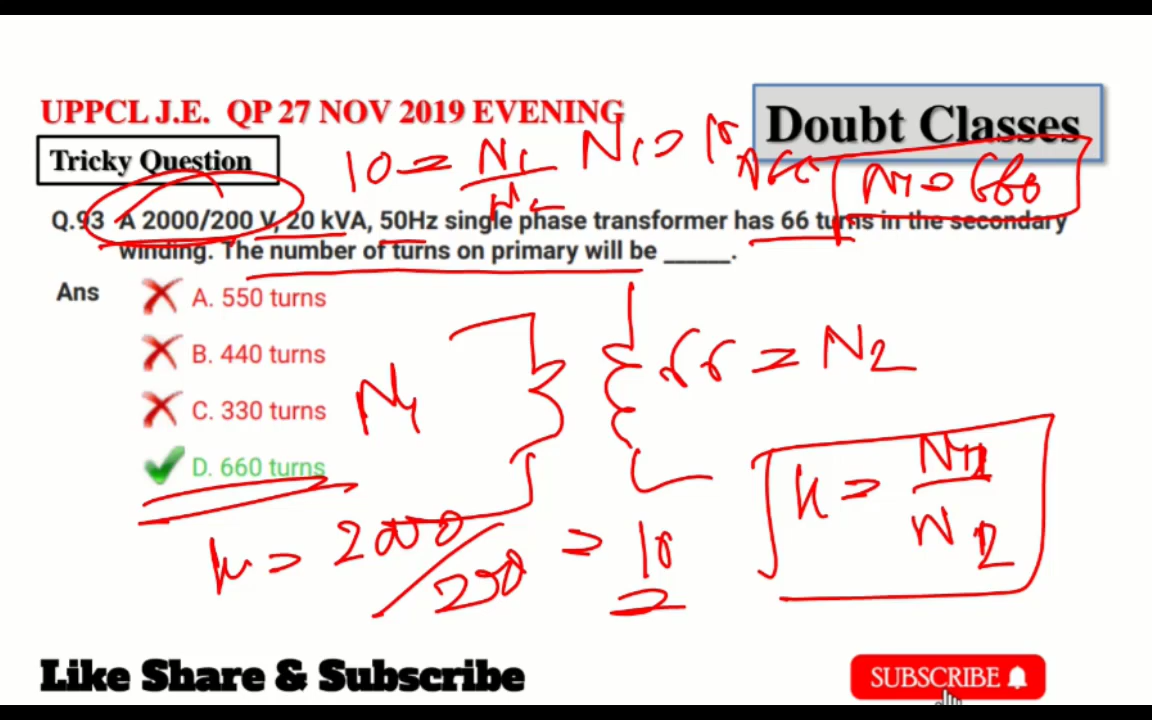 UPPCL J.E. QP 27 NOV 2019 EVENING
Doubt Classes
Tricky Question
10 = N1/N2 N1 = 10
N1 = 660
Q.93 A 2000/200 V, 20 kVA, 50Hz single phase transformer has 66 turns in the secondary
winding. The number of turns on primary will be ______.
Ans
A. 550 turns
B. 440 turns
C. 330 turns
D. 660 turns
N1
66 = N2
K = 2000/200 = 10
K = N1/N2
Like Share & Subscribe
SUBSCRIBE